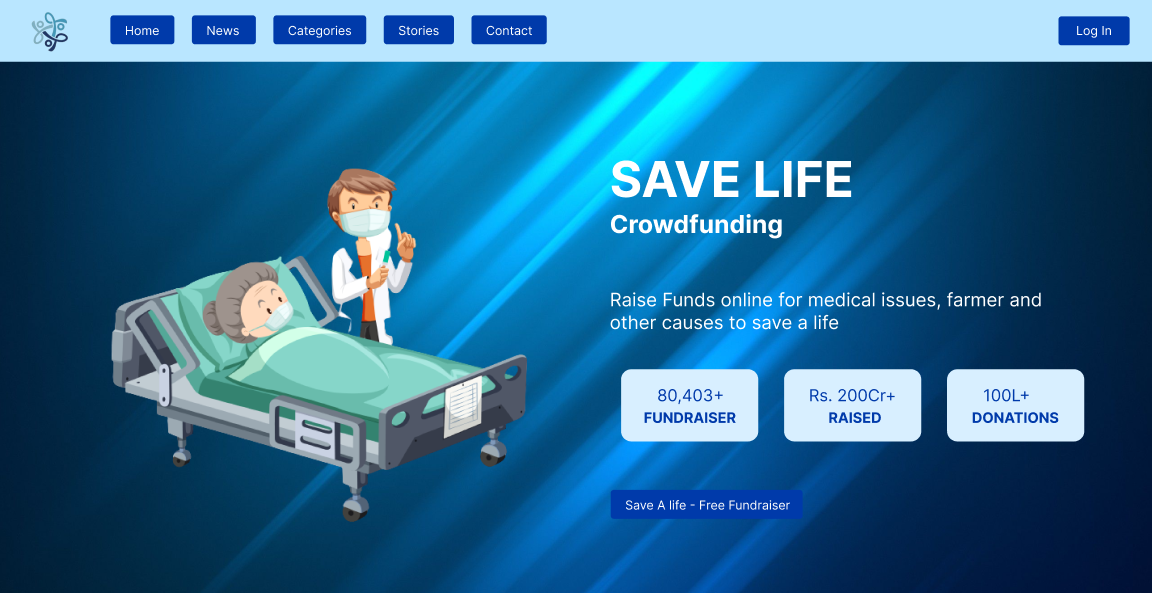 Home
News
Categories
Stories
Contact
Log In
SAVE LIFE
Crowdfunding
Raise Funds online for medical issues, farmer and
other causes to save a life
80,403+
FUNDRAISER
Rs. 200Cr+
RAISED
100L+
DONATIONS
Save A life - Free Fundraiser